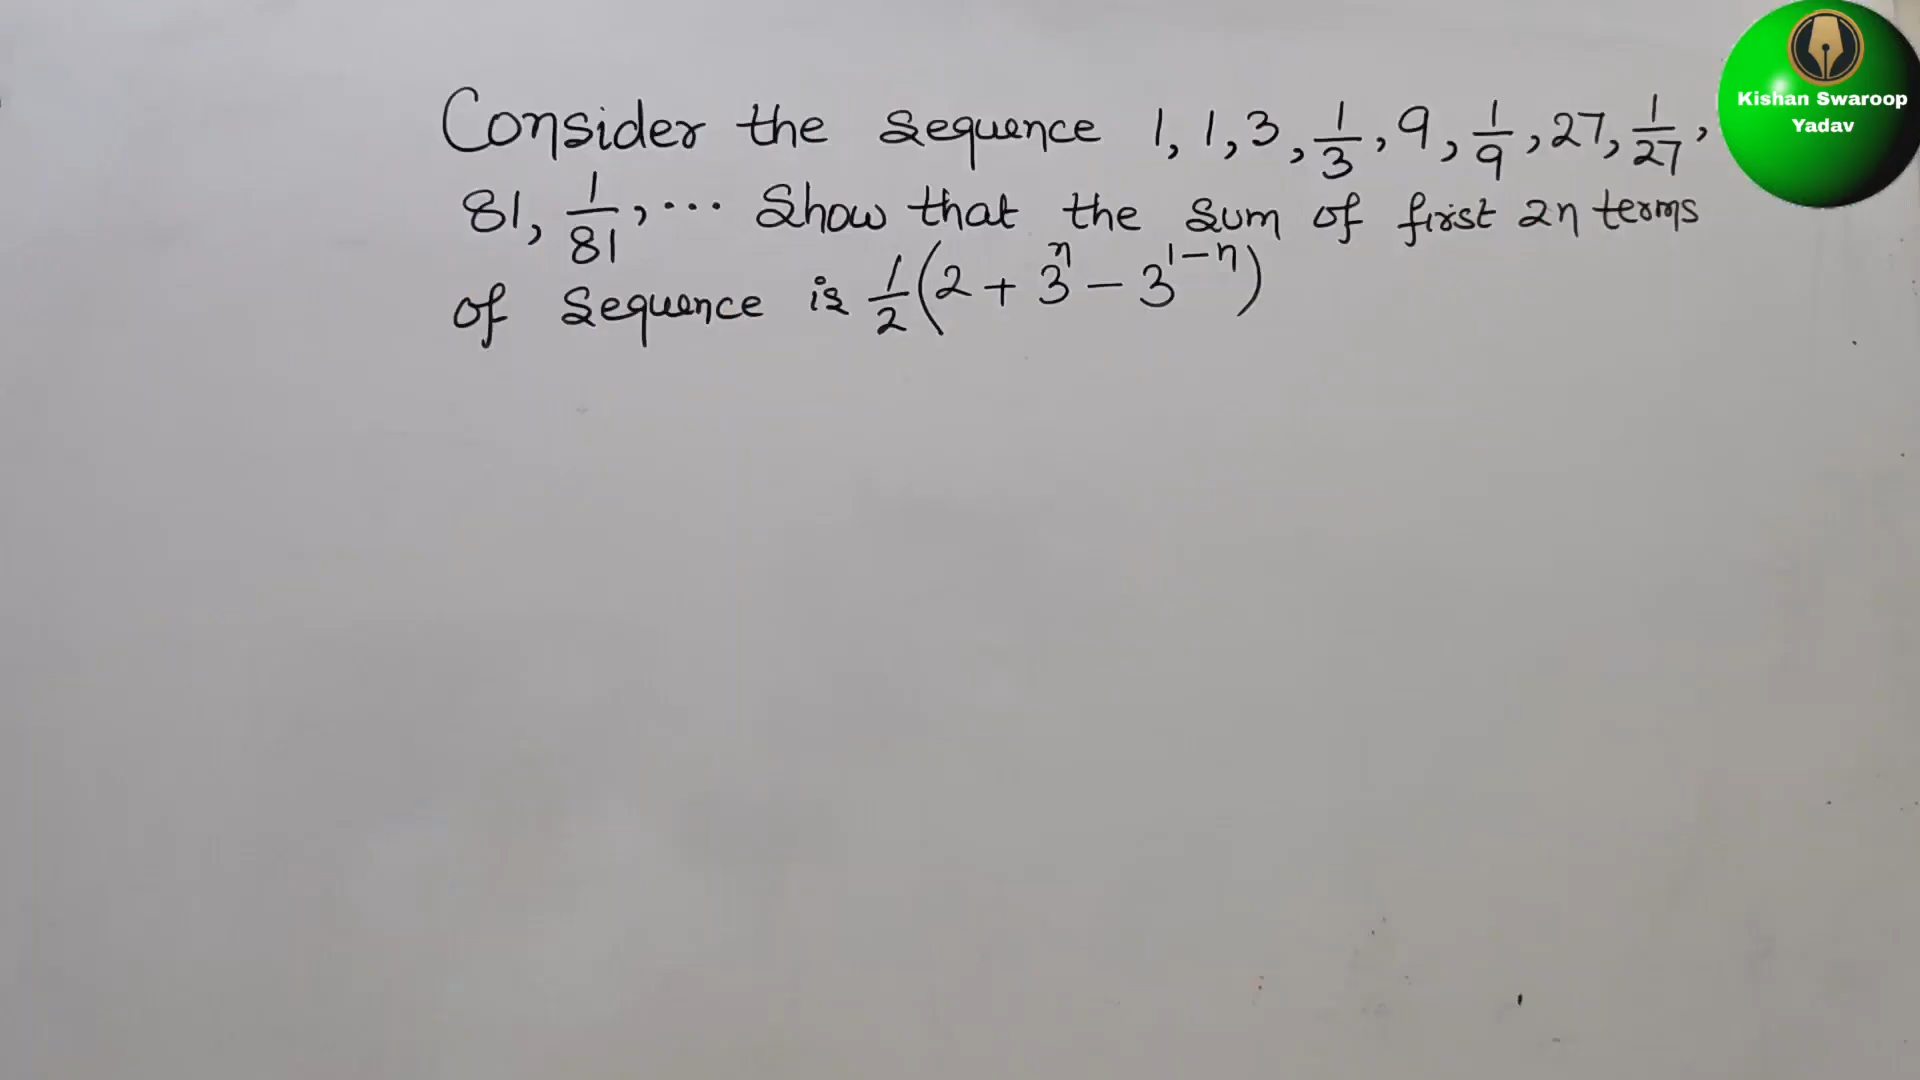 Consider the sequence 1, 1, 3, 1/3, 9, 1/9, 27, 1/27,
81, 1/81, ... Show that the sum of first 2n terms
of sequence is 1/2(2 + 3^n - 3^(1-n))
Kishan Swaroop
Yadav